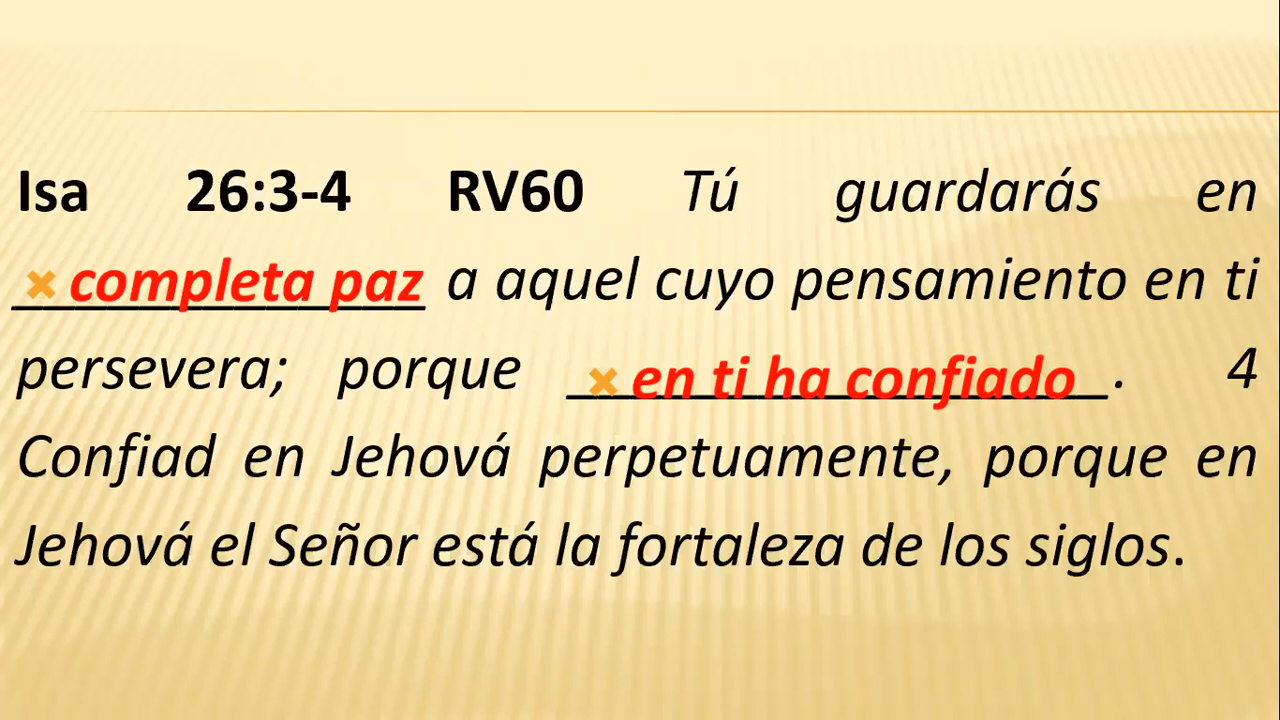 Isa 26:3-4 RV60 Tú guardarás en
completa paz a aquel cuyo pensamiento en ti
persevera; porque en ti ha confiado. 4
Confiad en Jehová perpetuamente, porque en
Jehová el Señor está la fortaleza de los siglos.